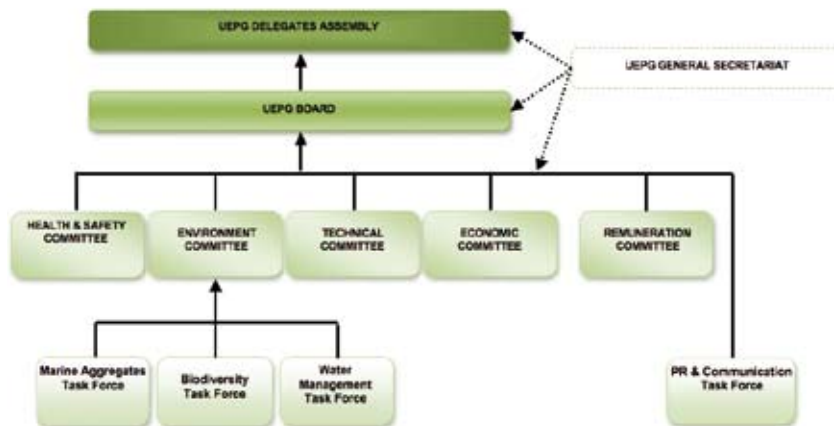 UEPG DELEGATES ASSEMBLY
UEPG GENERAL SECRETARIAT
UEPG BOARD
HEALTH & SAFETY
COMMITTEE
ENVIRONMENT
COMMITTEE
TECHNICAL
COMMITTEE
ECONOMIC
COMMITTEE
REMUNERATION
COMMITTEE
Marine Aggregates
Task Force
Biodiversity
Task Force
Water
Management
Task Force
PR & Communication
Task Force